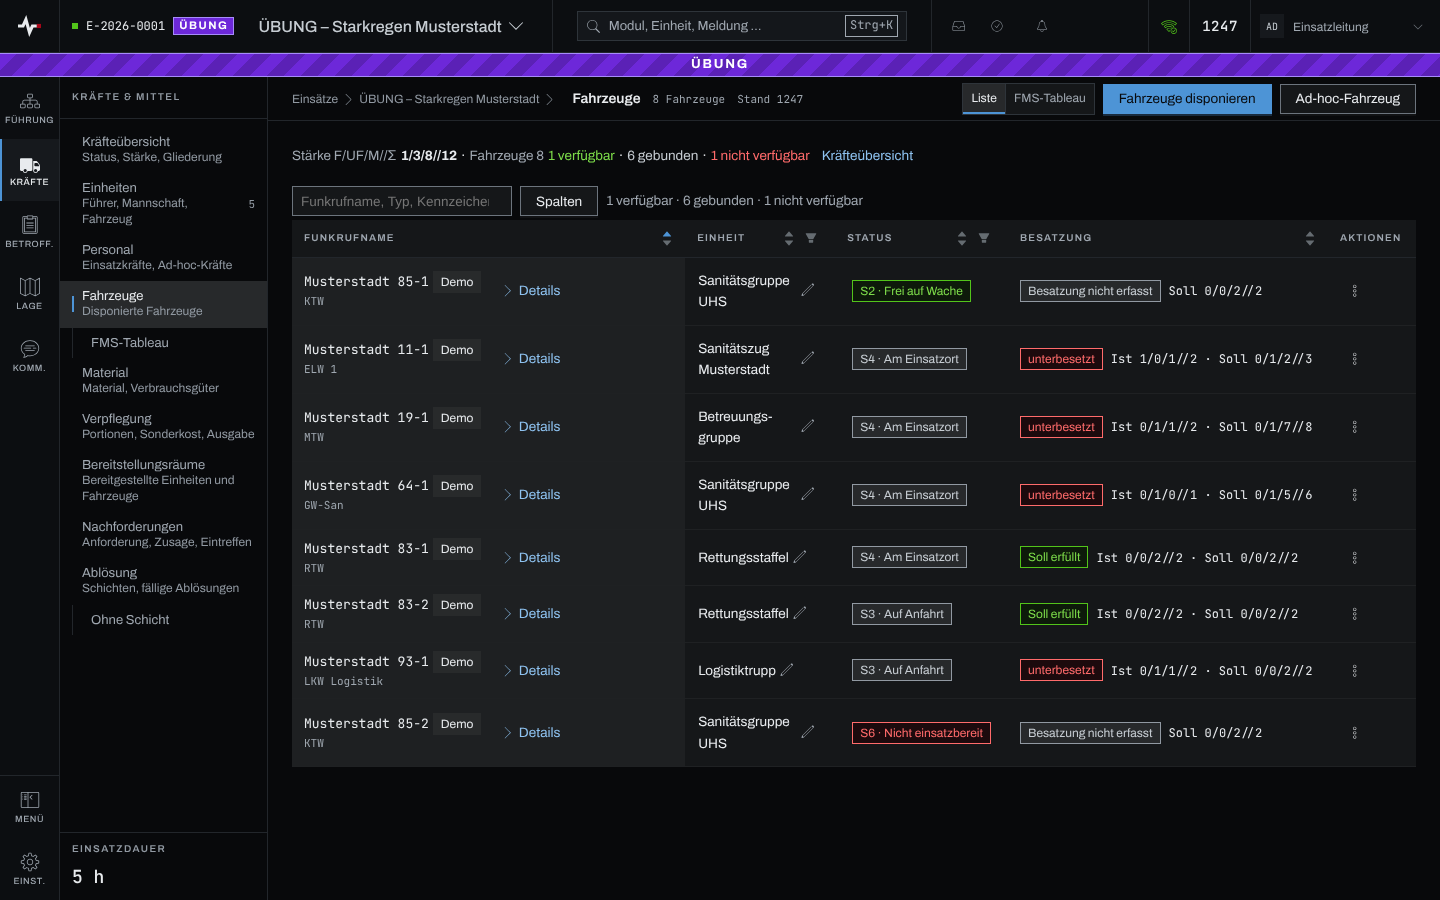 E-2026-0001 ÜBUNG ÜBUNG – Starkregen Musterstadt Modul, Einheit, Meldung ... Strg+K 1247 AD Einsatzleitung
ÜBUNG
FÜHRUNG
KRÄFTE
BETROFF.
LAGE
KOMM.
MENÜ
EINST.
KRÄFTE & MITTEL
Kräfteübersicht
Status, Stärke, Gliederung
Einheiten
Führer, Mannschaft,
Fahrzeug
5
Personal
Einsatzkräfte, Ad-hoc-Kräfte
Fahrzeuge
Disponierte Fahrzeuge
FMS-Tableau
Material
Material, Verbrauchsgüter
Verpflegung
Portionen, Sonderkost, Ausgabe
Bereitstellungsräume
Bereitgestellte Einheiten und
Fahrzeuge
Nachforderungen
Anforderung, Zusage, Eintreffen
Ablösung
Schichten, fällige Ablösungen
Ohne Schicht
EINSATZDAUER
5 h
Einsätze ÜBUNG – Starkregen Musterstadt Fahrzeuge 8 Fahrzeuge Stand 1247 Liste FMS-Tableau Fahrzeuge disponieren Ad-hoc-Fahrzeug
Stärke F/UF/M//Σ 1/3/8//12 · Fahrzeuge 8 1 verfügbar · 6 gebunden · 1 nicht verfügbar Kräfteübersicht
Funkrufname, Typ, Kennzeichen Spalten 1 verfügbar · 6 gebunden · 1 nicht verfügbar
FUNKRUFNAME EINHEIT STATUS BESATZUNG AKTIONEN
Musterstadt 85-1 Demo
KTW
Details
Sanitätsgruppe
UHS
S2 · Frei auf Wache
Besatzung nicht erfasst Soll 0/0/2//2
Musterstadt 11-1 Demo
ELW 1
Details
Sanitätszug
Musterstadt
S4 · Am Einsatzort
unterbesetzt Ist 1/0/1//2 · Soll 0/1/2//3
Musterstadt 19-1 Demo
MTW
Details
Betreuungs-
gruppe
S4 · Am Einsatzort
unterbesetzt Ist 0/1/1//2 · Soll 0/1/7//8
Musterstadt 64-1 Demo
GW-San
Details
Sanitätsgruppe
UHS
S4 · Am Einsatzort
unterbesetzt Ist 0/1/0//1 · Soll 0/1/5//6
Musterstadt 83-1 Demo
RTW
Details
Rettungsstaffel
S4 · Am Einsatzort
Soll erfüllt Ist 0/0/2//2 · Soll 0/0/2//2
Musterstadt 83-2 Demo
RTW
Details
Rettungsstaffel
S3 · Auf Anfahrt
Soll erfüllt Ist 0/0/2//2 · Soll 0/0/2//2
Musterstadt 93-1 Demo
LKW Logistik
Details
Logistiktrupp
S3 · Auf Anfahrt
unterbesetzt Ist 0/1/1//2 · Soll 0/0/2//2
Musterstadt 85-2 Demo
KTW
Details
Sanitätsgruppe
UHS
S6 · Nicht einsatzbereit
Besatzung nicht erfasst Soll 0/0/2//2